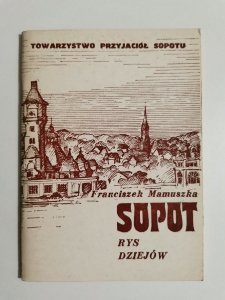 TOWARZYSTWO PRZYJACIÓŁ SOPOTU
Franciszek Mamuszka
SOPOT
RYS
DZIEJÓW